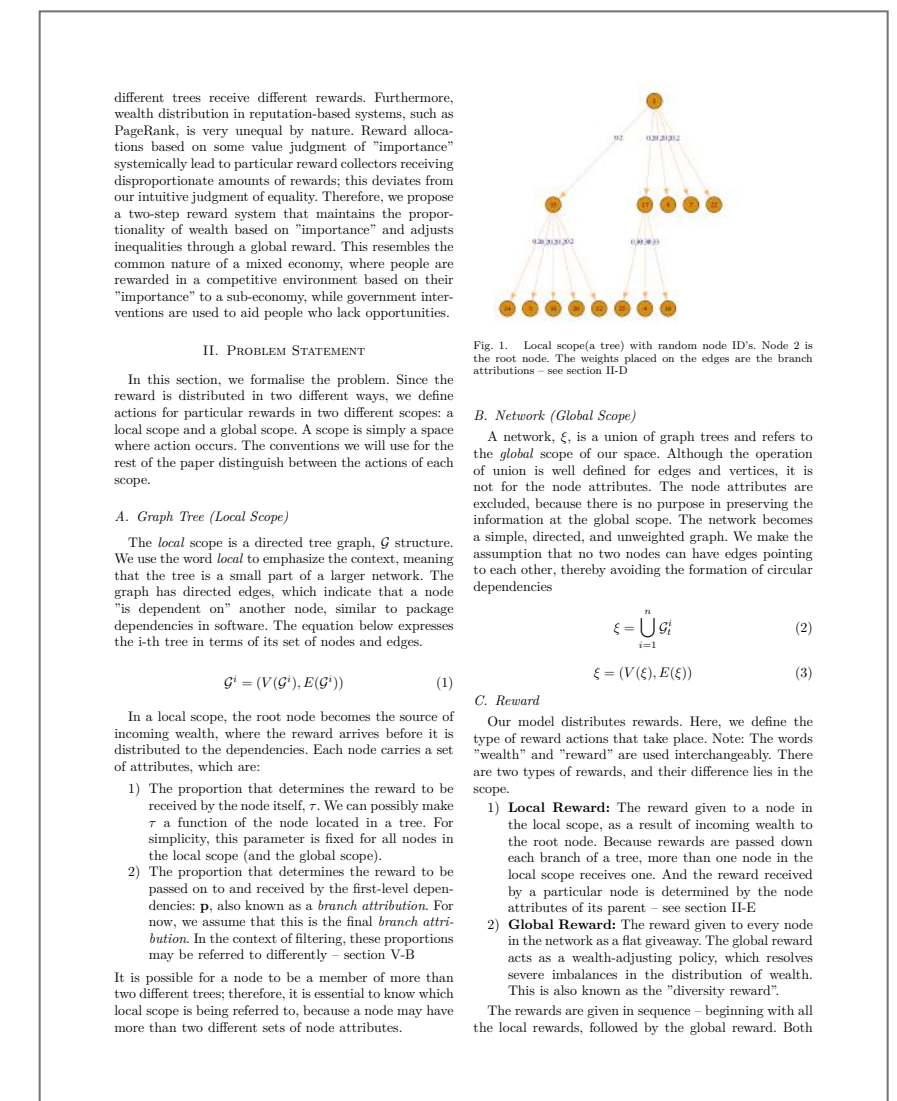 different trees receive different rewards. Furthermore,
wealth distribution in reputation-based systems, such as
PageRank, is very unequal by nature. Reward alloca-
tions based on some value judgment of ”importance”
systemically lead to particular reward collectors receiving
disproportionate amounts of rewards; this deviates from
our intuitive judgment of equality. Therefore, we propose
a two-step reward system that maintains the propor-
tionality of wealth based on ”importance” and adjusts
inequalities through a global reward. This resembles the
common nature of a mixed economy, where people are
rewarded in a competitive environment based on their
”importance” to a sub-economy, while government inter-
ventions are used to aid people who lack opportunities.
II. Problem Statement
In this section, we formalise the problem. Since the
reward is distributed in two different ways, we define
actions for particular rewards in two different scopes: a
local scope and a global scope. A scope is simply a space
where action occurs. The conventions we will use for the
rest of the paper distinguish between the actions of each
scope.
A. Graph Tree (Local Scope)
The local scope is a directed tree graph, 𝒢 structure.
We use the word local to emphasize the context, meaning
that the tree is a small part of a larger network. The
graph has directed edges, which indicate that a node
”is dependent on” another node, similar to package
dependencies in software. The equation below expresses
the i-th tree in terms of its set of nodes and edges.
𝒢ⁱ = (V(𝒢ⁱ), E(𝒢ⁱ)) (1)
In a local scope, the root node becomes the source of
incoming wealth, where the reward arrives before it is
distributed to the dependencies. Each node carries a set
of attributes, which are:
1) The proportion that determines the reward to be
received by the node itself, τ. We can possibly make
τ a function of the node located in a tree. For
simplicity, this parameter is fixed for all nodes in
the local scope (and the global scope).
2) The proportion that determines the reward to be
passed on to and received by the first-level depen-
dencies: p, also known as a branch attribution. For
now, we assume that this is the final branch attri-
bution. In the context of filtering, these proportions
may be referred to differently – section V-B
It is possible for a node to be a member of more than
two different trees; therefore, it is essential to know which
local scope is being referred to, because a node may have
more than two different sets of node attributes.
0.2
17 22
Fig. 1. Local scope(a tree) with random node ID's. Node 2 is
the root node. The weights placed on the edges are the branch
attributions – see section II-D
B. Network (Global Scope)
A network, ξ, is a union of graph trees and refers to
the global scope of our space. Although the operation
of union is well defined for edges and vertices, it is
not for the node attributes. The node attributes are
excluded, because there is no purpose in preserving the
information at the global scope. The network becomes
a simple, directed, and unweighted graph. We make the
assumption that no two nodes can have edges pointing
to each other, thereby avoiding the formation of circular
dependencies
ξ = ⋃ᵢ₌₁ⁿ 𝒢ₜⁱ (2)
ξ = (V(ξ), E(ξ)) (3)
C. Reward
Our model distributes rewards. Here, we define the
type of reward actions that take place. Note: The words
”wealth” and ”reward” are used interchangeably. There
are two types of rewards, and their difference lies in the
scope.
1) Local Reward: The reward given to a node in
the local scope, as a result of incoming wealth to
the root node. Because rewards are passed down
each branch of a tree, more than one node in the
local scope receives one. And the reward received
by a particular node is determined by the node
attributes of its parent – see section II-E
2) Global Reward: The reward given to every node
in the network as a flat giveaway. The global reward
acts as a wealth-adjusting policy, which resolves
severe imbalances in the distribution of wealth.
This is also known as the ”diversity reward”.
The rewards are given in sequence – beginning with all
the local rewards, followed by the global reward. Both